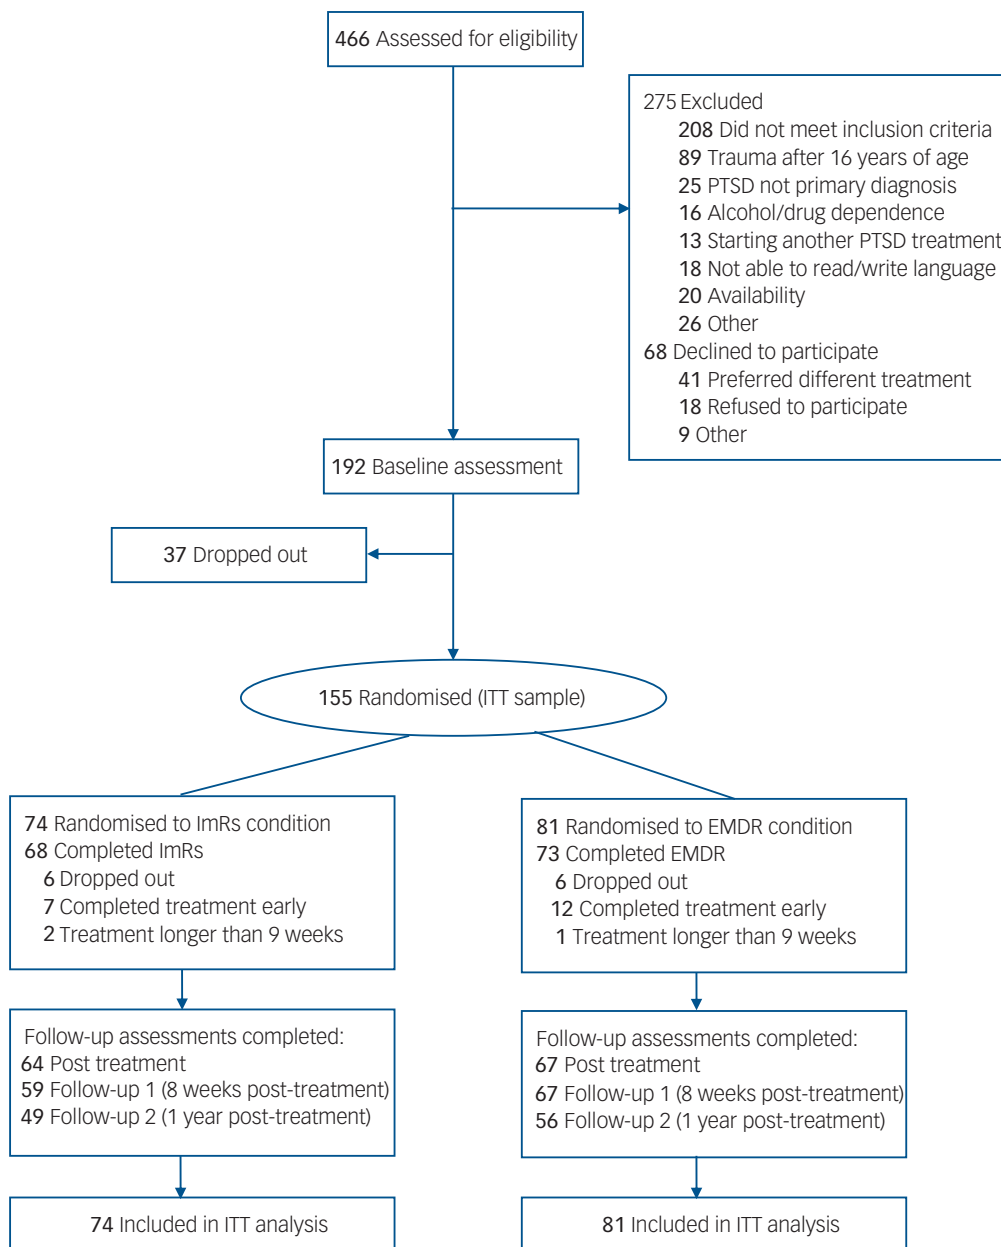 466 Assessed for eligibility
275 Excluded
208 Did not meet inclusion criteria
89 Trauma after 16 years of age
25 PTSD not primary diagnosis
16 Alcohol/drug dependence
13 Starting another PTSD treatment
18 Not able to read/write language
20 Availability
26 Other
68 Declined to participate
41 Preferred different treatment
18 Refused to participate
9 Other
192 Baseline assessment
37 Dropped out
155 Randomised (ITT sample)
74 Randomised to ImRs condition
68 Completed ImRs
6 Dropped out
7 Completed treatment early
2 Treatment longer than 9 weeks
81 Randomised to EMDR condition
73 Completed EMDR
6 Dropped out
12 Completed treatment early
1 Treatment longer than 9 weeks
Follow-up assessments completed:
64 Post treatment
59 Follow-up 1 (8 weeks post-treatment)
49 Follow-up 2 (1 year post-treatment)
Follow-up assessments completed:
67 Post treatment
67 Follow-up 1 (8 weeks post-treatment)
56 Follow-up 2 (1 year post-treatment)
74 Included in ITT analysis
81 Included in ITT analysis